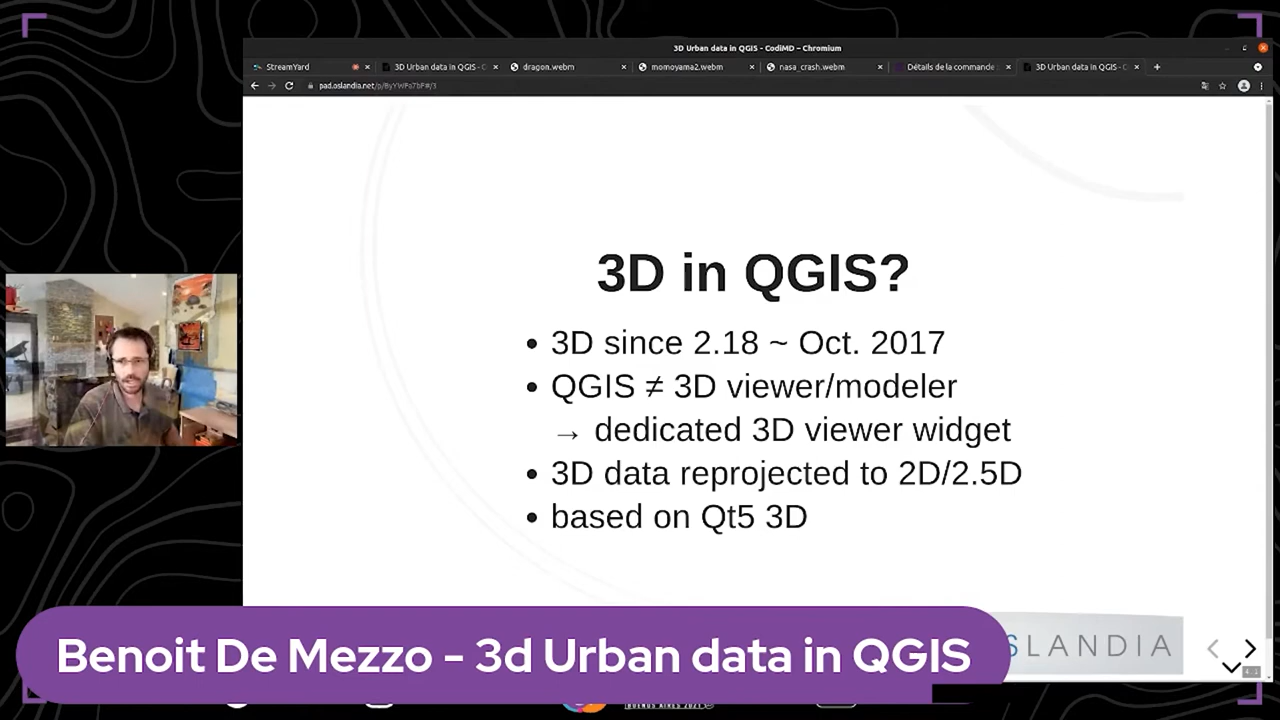 3D Urban data in QGIS - CodiMD – Chromium
StreamYard
3D Urban data in QGIS - C
dragon.webm
momoyama2.webm
nasa_crash.webm
Détails de la commande
3D Urban data in QGIS - C
3D in QGIS?
• 3D since 2.18 ~ Oct. 2017
• QGIS ≠ 3D viewer/modeler
→ dedicated 3D viewer widget
• 3D data reprojected to 2D/2.5D
• based on Qt5 3D
SLANDIA
Benoit De Mezzo - 3d Urban data in QGIS
BUENOS AIRES 2021